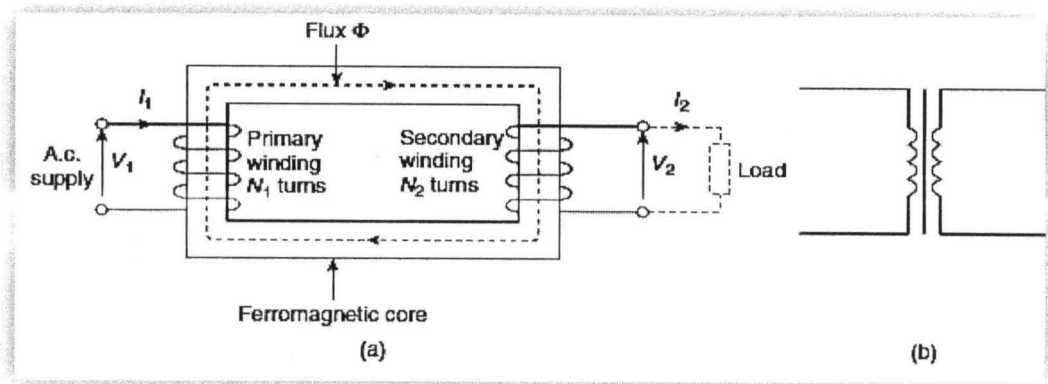 Flux Φ
I₁
I₂
A.c.
supply
V₁
Primary
winding
N₁ turns
Secondary
winding
N₂ turns
V₂
Load
Ferromagnetic core
(a)
(b)